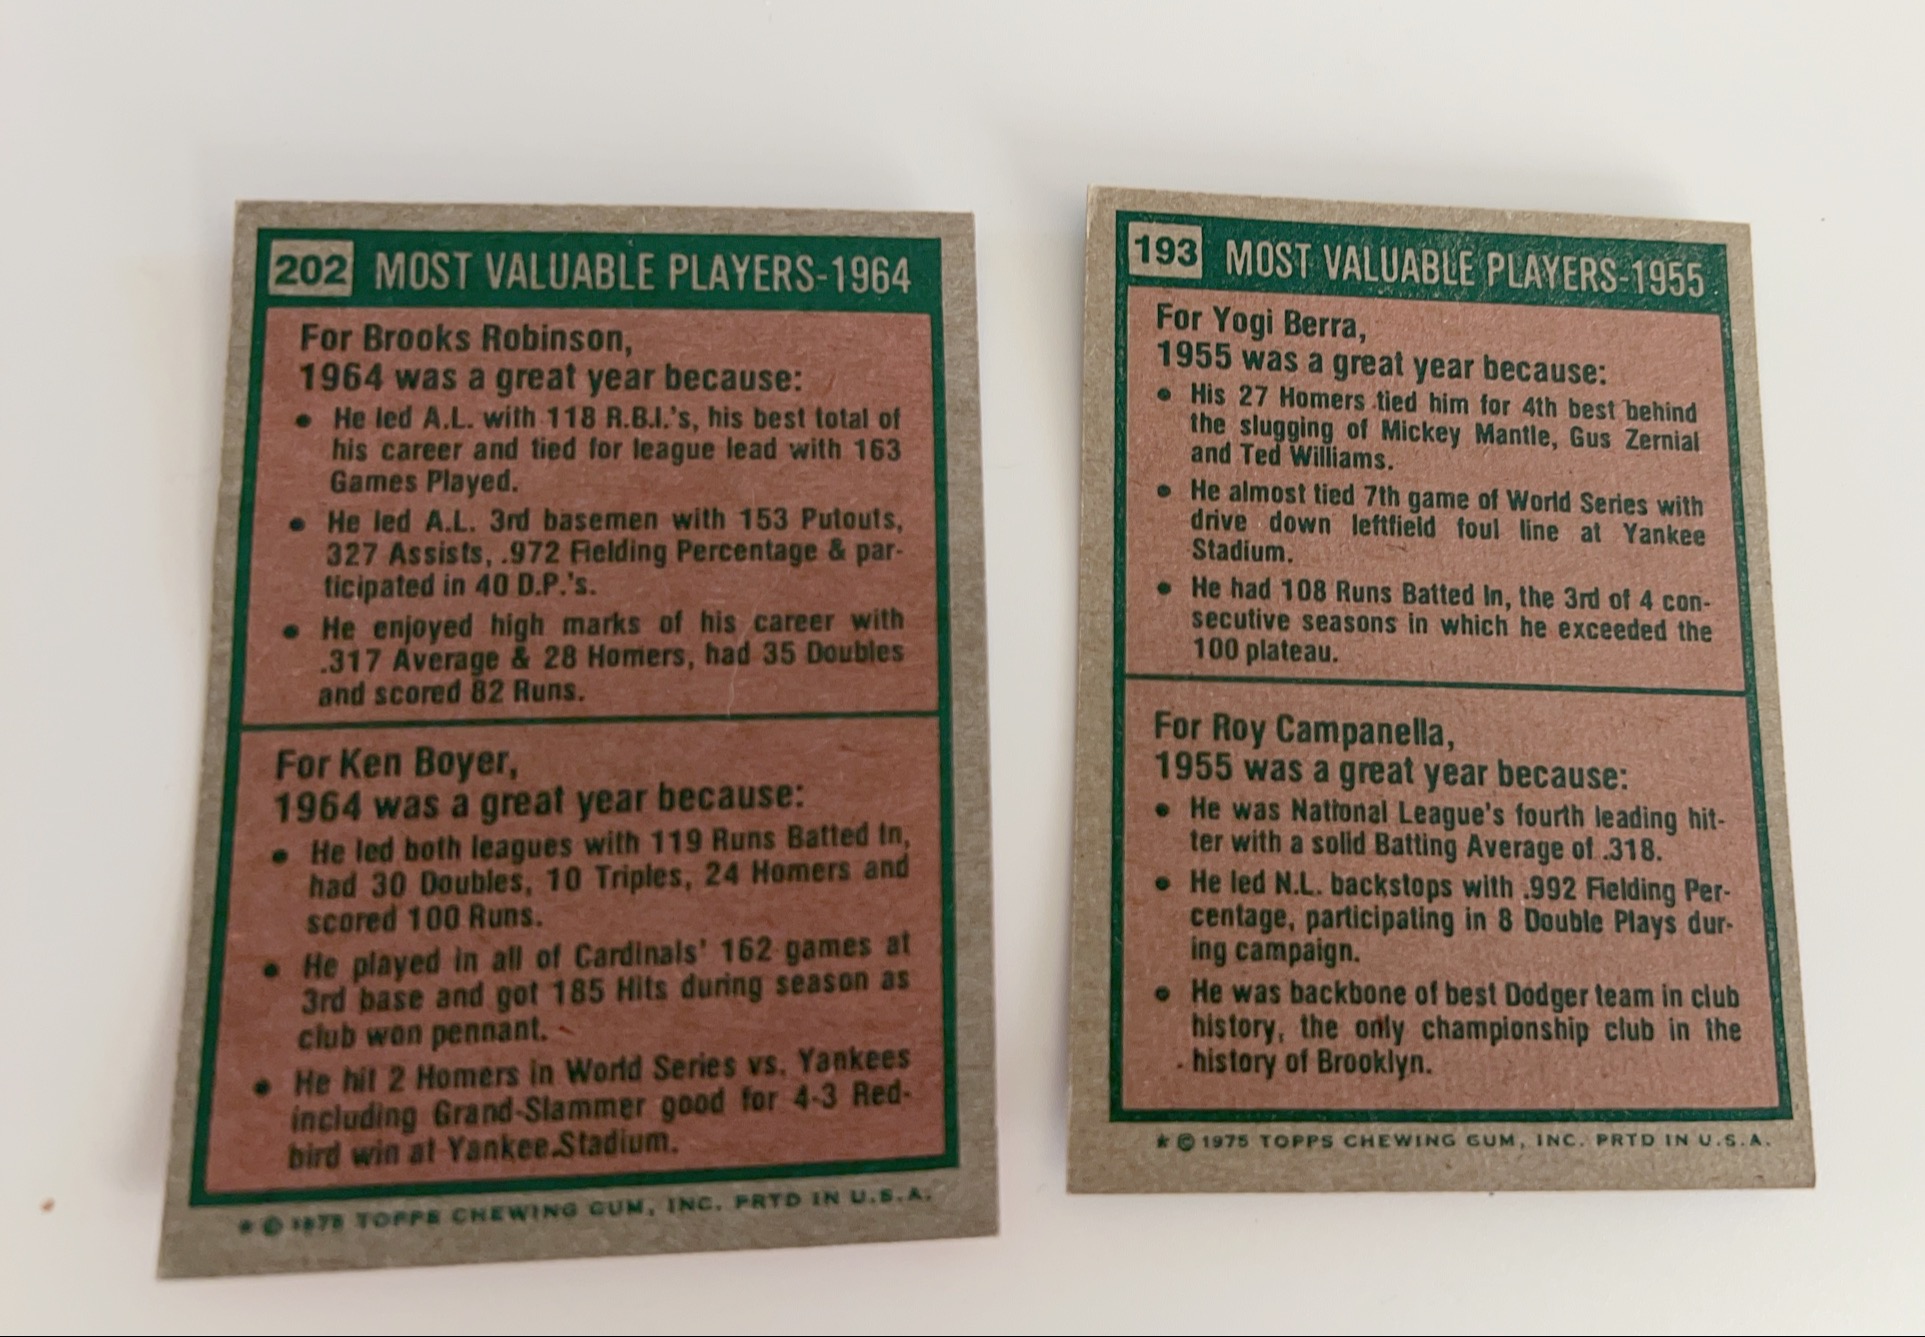 202 MOST VALUABLE PLAYERS-1964
For Brooks Robinson,
1964 was a great year because:
• He led A.L. with 118 R.B.I.'s, his best total of
his career and tied for league lead with 163
Games Played.
• He led A.L. 3rd basemen with 153 Putouts,
327 Assists, .972 Fielding Percentage & par-
ticipated in 40 D.P.'s.
• He enjoyed high marks of his career with
.317 Average & 28 Homers, had 35 Doubles
and scored 82 Runs.
For Ken Boyer,
1964 was a great year because:
• He led both leagues with 119 Runs Batted In,
had 30 Doubles, 10 Triples, 24 Homers and
scored 100 Runs.
• He played in all of Cardinals' 162 games at
3rd base and got 185 Hits during season as
club won pennant.
• He hit 2 Homers in World Series vs. Yankees
including Grand-Slammer good for 4-3 Red-
bird win at Yankee Stadium.
* © 1975 TOPPS CHEWING GUM, INC. PRTD IN U.S.A.
193 MOST VALUABLE PLAYERS-1955
For Yogi Berra,
1955 was a great year because:
• His 27 Homers tied him for 4th best behind
the slugging of Mickey Mantle, Gus Zernial
and Ted Williams.
• He almost tied 7th game of World Series with
drive down leftfield foul line at Yankee
Stadium.
• He had 108 Runs Batted In, the 3rd of 4 con-
secutive seasons in which he exceeded the
100 plateau.
For Roy Campanella,
1955 was a great year because:
• He was National League's fourth leading hit-
ter with a solid Batting Average of .318.
• He led N.L. backstops with .992 Fielding Per-
centage, participating in 8 Double Plays dur-
ing campaign.
• He was backbone of best Dodger team in club
history, the only championship club in the
history of Brooklyn.
* © 1975 TOPPS CHEWING GUM, INC. PRTD IN U.S.A.